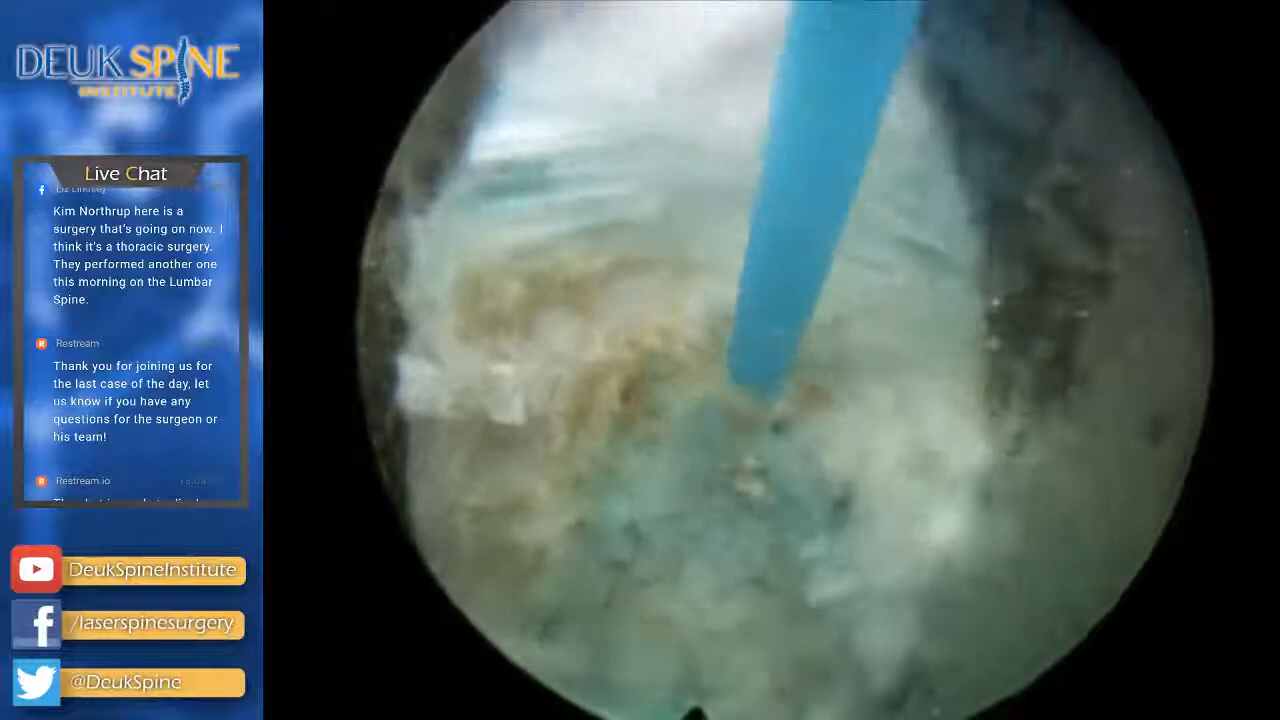 DEUK SPINE
INSTITUTE
Live Chat
Liz Lindsey
Kim Northrup here is a
surgery that's going on now. I
think it's a thoracic surgery.
They performed another one
this morning on the Lumbar
Spine.
Restream
Thank you for joining us for
the last case of the day, let
us know if you have any
questions for the surgeon or
his team!
Restream.io
DeukSpineInstitute
/laserspinesurgery
@DeukSpine